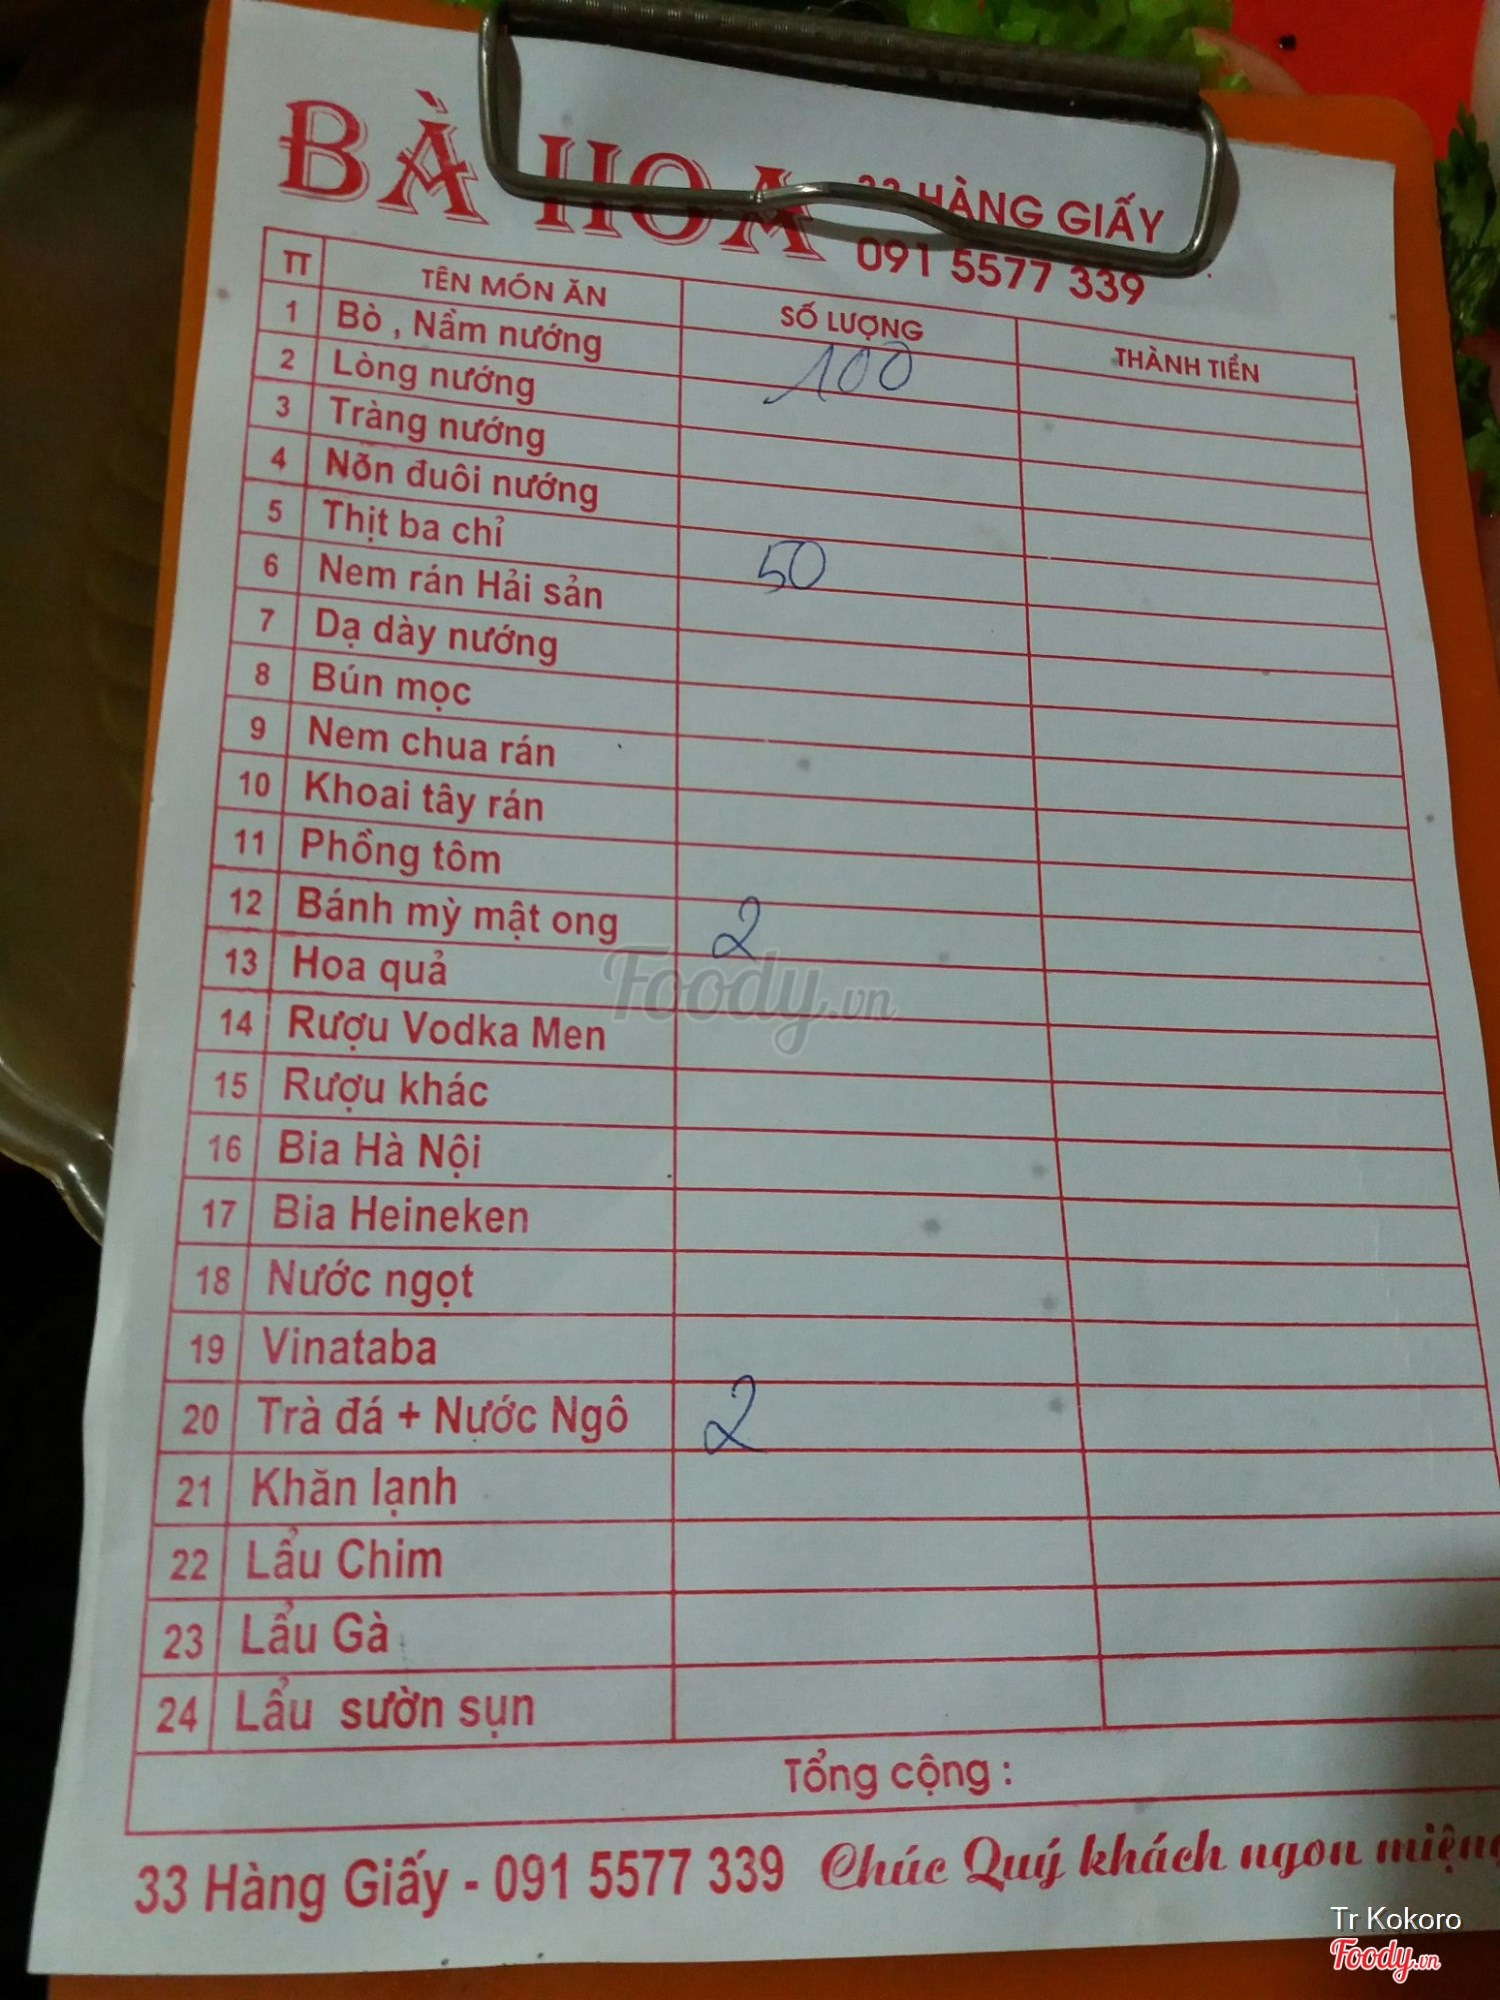 BÀ HOA 33 HÀNG GIẤY
091 5577 339
TT TÊN MÓN ĂN SỐ LƯỢNG THÀNH TIỀN
1 Bò , Nầm nướng 100
2 Lòng nướng
3 Tràng nướng
4 Nõn đuôi nướng
5 Thịt ba chỉ 50
6 Nem rán Hải sản
7 Dạ dày nướng
8 Bún mọc
9 Nem chua rán
10 Khoai tây rán
11 Phồng tôm
12 Bánh mỳ mật ong 2
13 Hoa quả
14 Rượu Vodka Men
15 Rượu khác
16 Bia Hà Nội
17 Bia Heineken
18 Nước ngọt
19 Vinataba
20 Trà đá + Nước Ngô 2
21 Khăn lạnh
22 Lẩu Chim
23 Lẩu Gà
24 Lẩu sườn sụn
Tổng cộng :
33 Hàng Giấy - 091 5577 339 Chúc Quý khách ngon miệng
Foody.vn
Tr Kokoro
Foody.vn